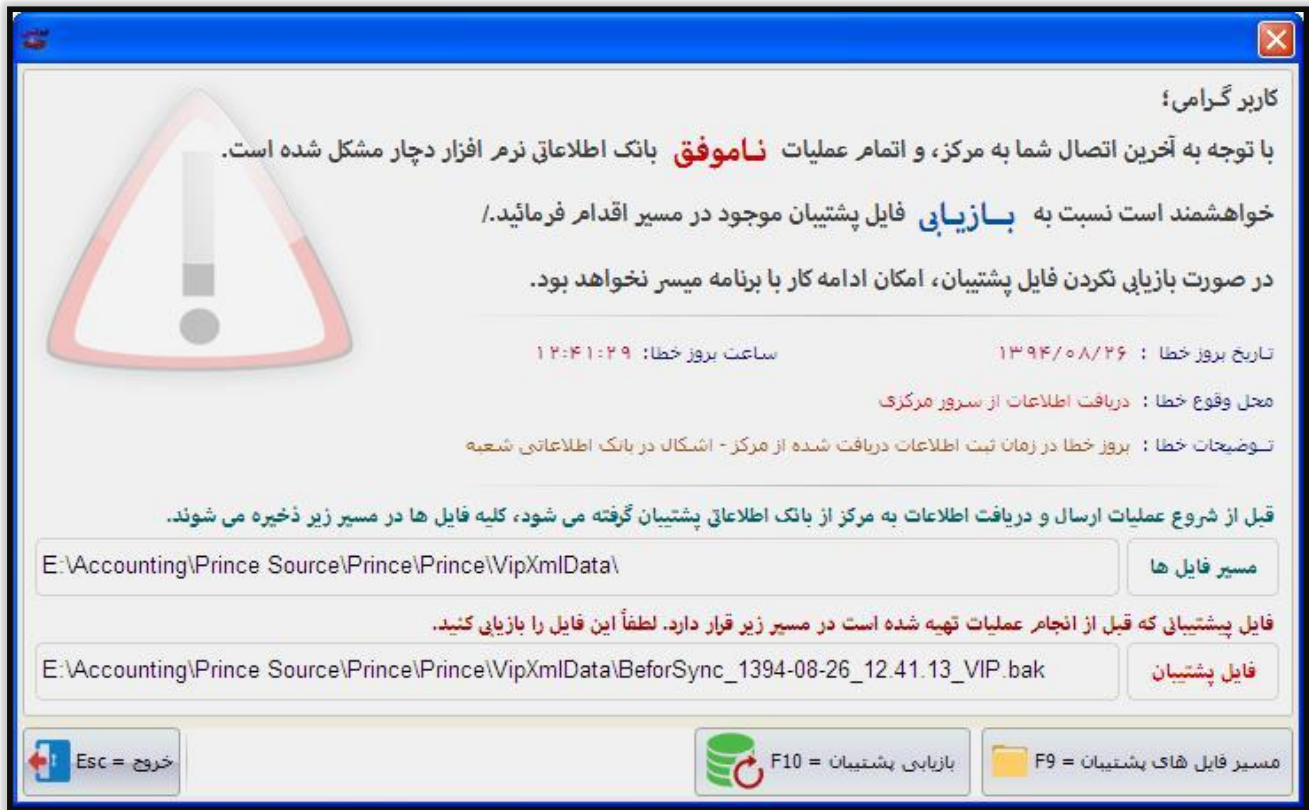 کاربر گرامی؛
با توجه به آخرین اتصال شما به مرکز، و اتمام عملیات ناموفق بانک اطلاعاتی نرم افزار دچار مشکل شده است.
خواهشمند است نسبت به بازیابی فایل پشتیبان موجود در مسیر اقدام فرمائید./
در صورت بازیابی نکردن فایل پشتیبان، امکان ادامه کار با برنامه میسر نخواهد بود.
تاریخ بروز خطا : ۱۳۹۴/۰۸/۲۶ ساعت بروز خطا: ۱۲:۴۱:۲۹
محل وقوع خطا : دریافت اطلاعات از سرور مرکزی
توضیحات خطا : بروز خطا در زمان ثبت اطلاعات دریافت شده از مرکز - اشکال در بانک اطلاعاتی شعبه
قبل از شروع عملیات ارسال و دریافت اطلاعات به مرکز از بانک اطلاعاتی پشتیبان گرفته می شود، کلیه فایل ها در مسیر زیر ذخیره می شوند.
مسیر فایل ها E:\Accounting\Prince Source\Prince\Prince\VipXmlData\
فایل پیشتیبانی که قبل از انجام عملیات تهیه شده است در مسیر زیر قرار دارد. لطفاً این فایل را بازیابی کنید.
فایل پشتیبان E:\Accounting\Prince Source\Prince\Prince\VipXmlData\BeforSync_1394-08-26_12.41.13_VIP.bak
مسیر فایل های پشتیبان = F9 بازیابی پشتیبان = F10 خروج = Esc